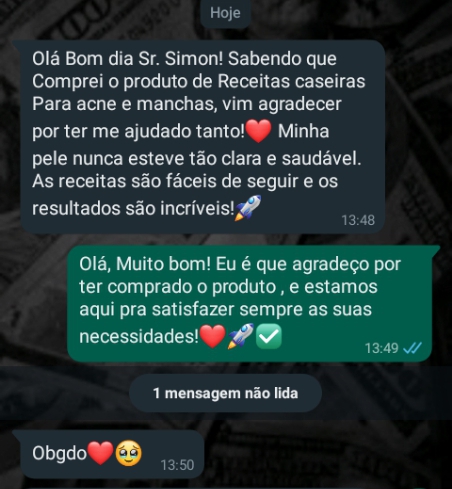 Hoje
Olá Bom dia Sr. Simon! Sabendo que
Comprei o produto de Receitas caseiras
Para acne e manchas, vim agradecer
por ter me ajudado tanto!❤️ Minha
pele nunca esteve tão clara e saudável.
As receitas são fáceis de seguir e os
resultados são incríveis!🚀
13:48
Olá, Muito bom! Eu é que agradeço por
ter comprado o produto , e estamos
aqui pra satisfazer sempre as suas
necessidades!❤️🚀✅
13:49
1 mensagem não lida
Obgdo❤️🥹
13:50